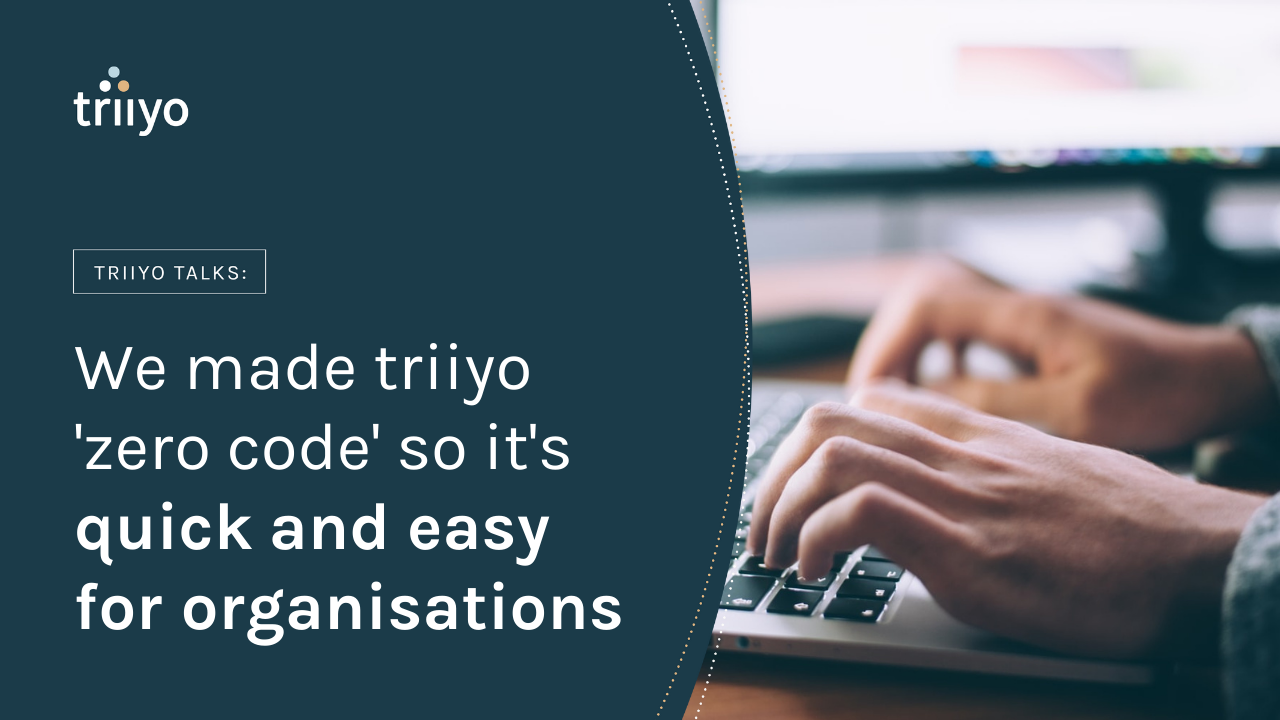 triiyo
TRIIYO TALKS:
We made triiyo
'zero code' so it's
quick and easy
for organisations